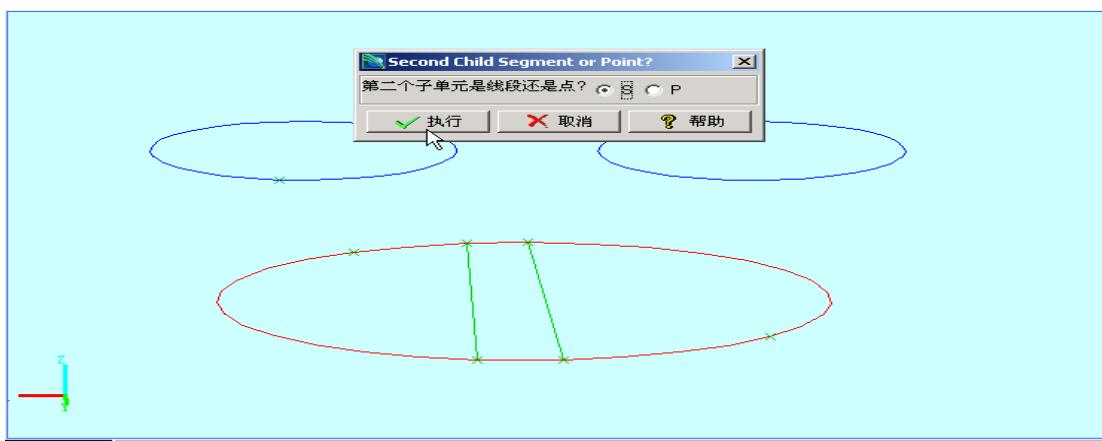 Second Child Segment or Point?
第二个子单元是线段还是点? S P
执行 取消 帮助
Z
Y